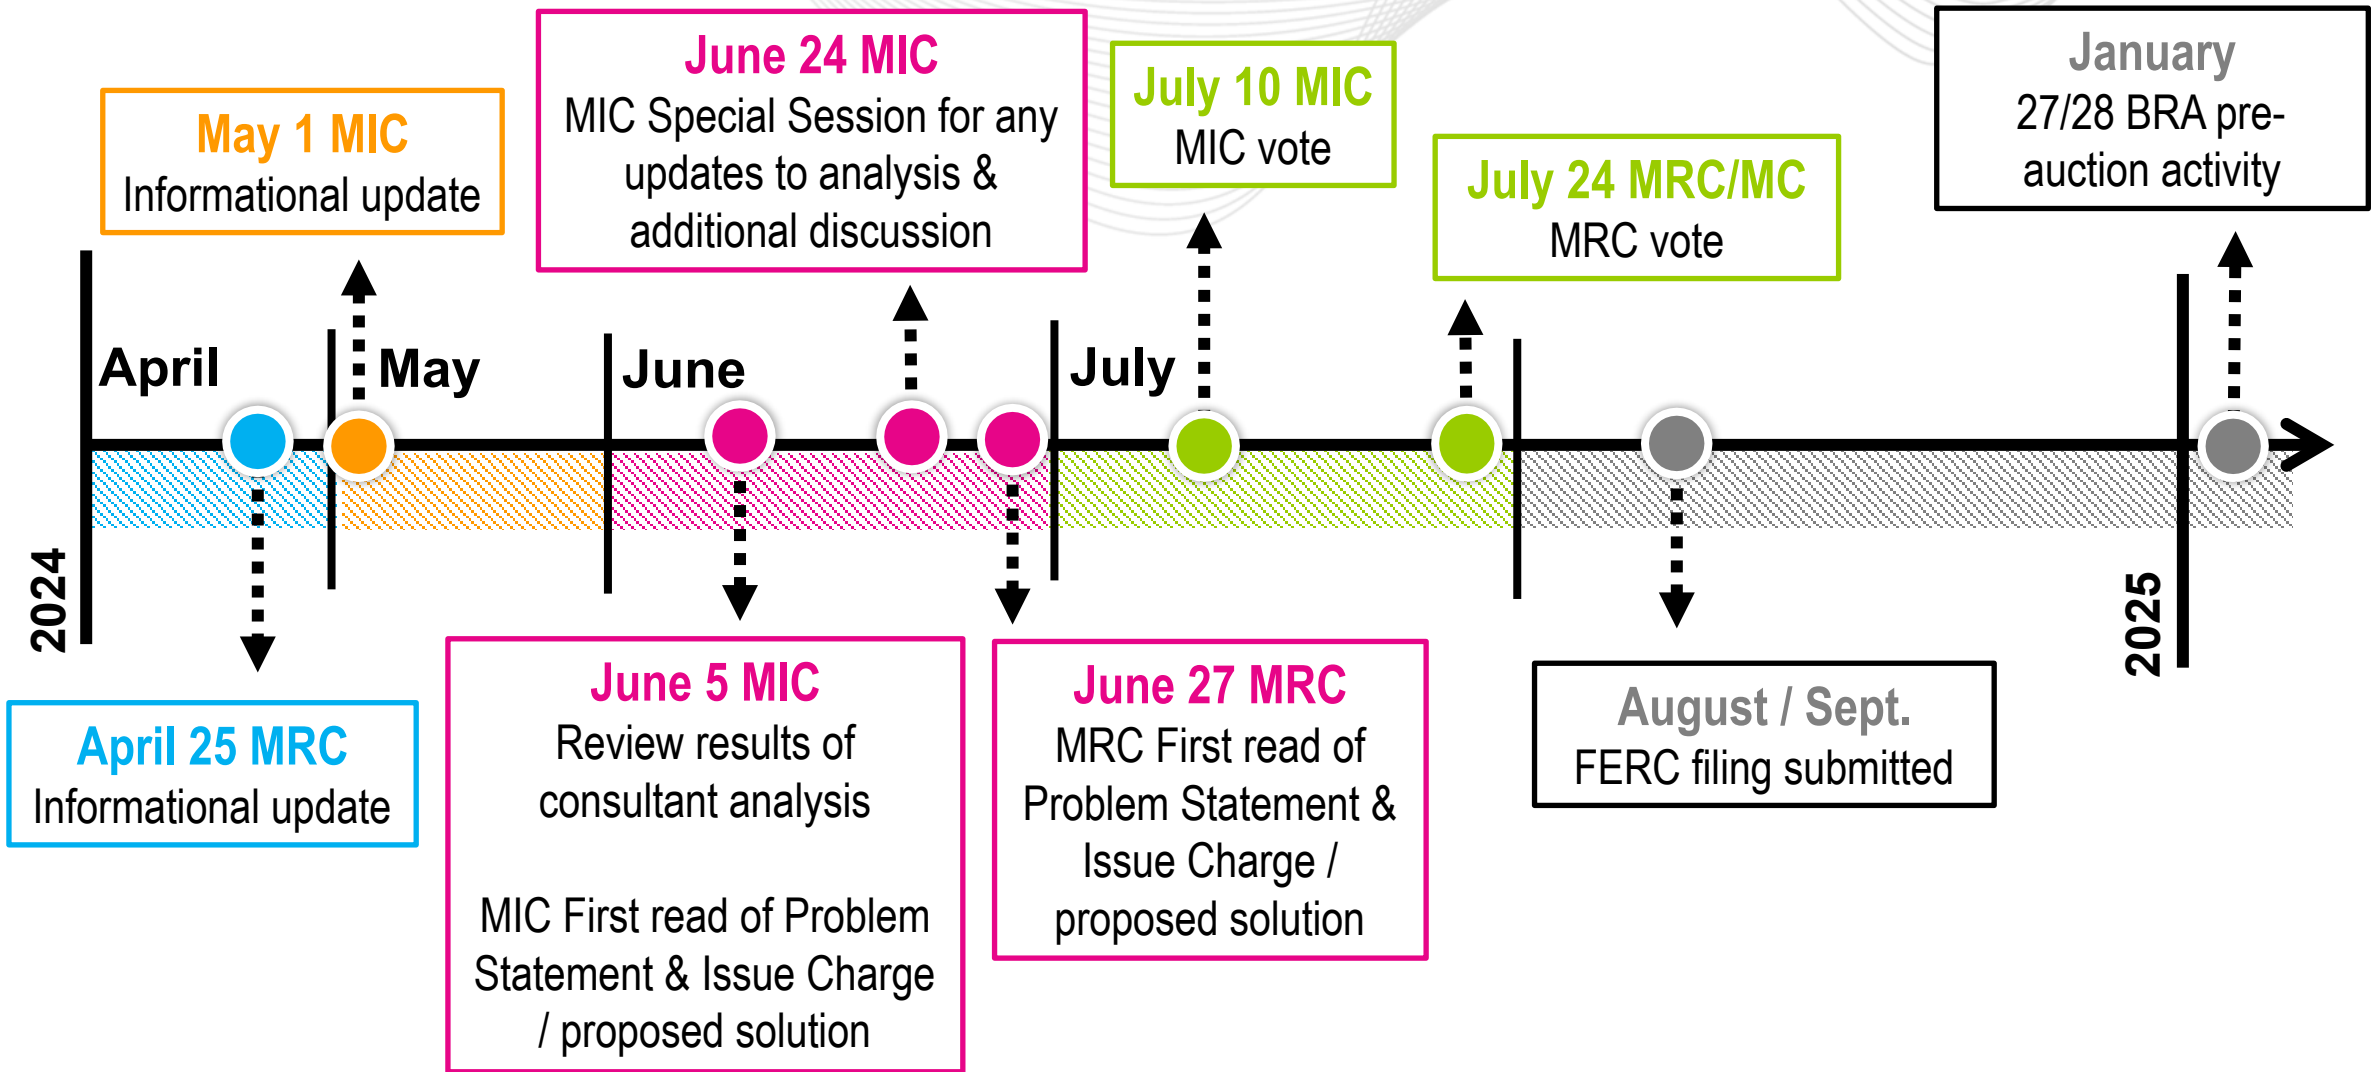 June 24 MIC
MIC Special Session for any
updates to analysis &
additional discussion
January
27/28 BRA pre-
auction activity
July 10 MIC
MIC vote
May 1 MIC
Informational update
July 24 MRC/MC
MRC vote
April
May
June
July
2024
2025
June 5 MIC
Review results of
consultant analysis
MIC First read of Problem
Statement & Issue Charge
/ proposed solution
June 27 MRC
MRC First read of
Problem Statement &
Issue Charge /
proposed solution
August / Sept.
FERC filing submitted
April 25 MRC
Informational update